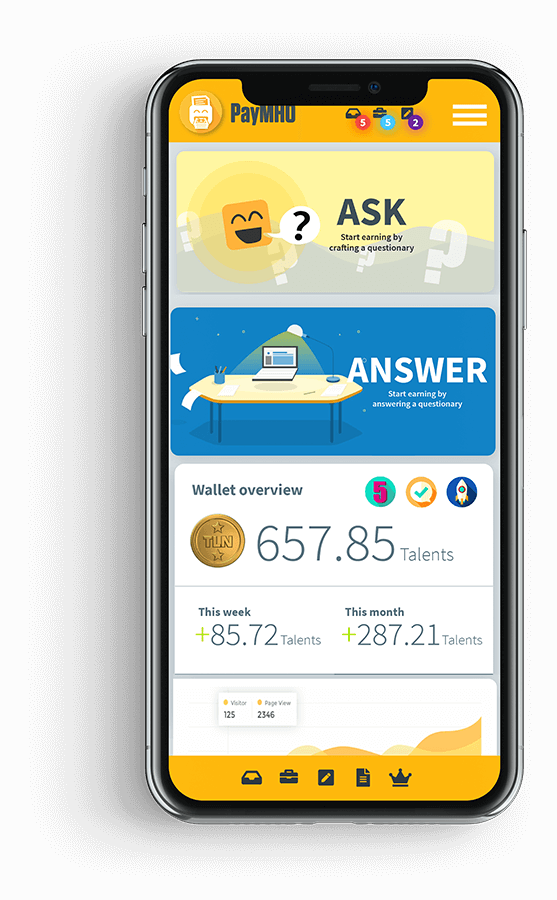 PayMHO
5
5
2
?
ASK
Start earning by
crafting a questionary
ANSWER
Start earning by
answering a questionary
Wallet overview
5
TLN
657.85 Talents
This week
+85.72 Talents
This month
+287.21 Talents
Visitor
125
Page View
2346